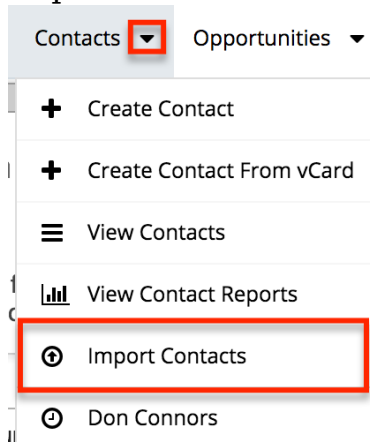 Contacts Opportunities
Create Contact
Create Contact From vCard
View Contacts
View Contact Reports
Import Contacts
Don Connors